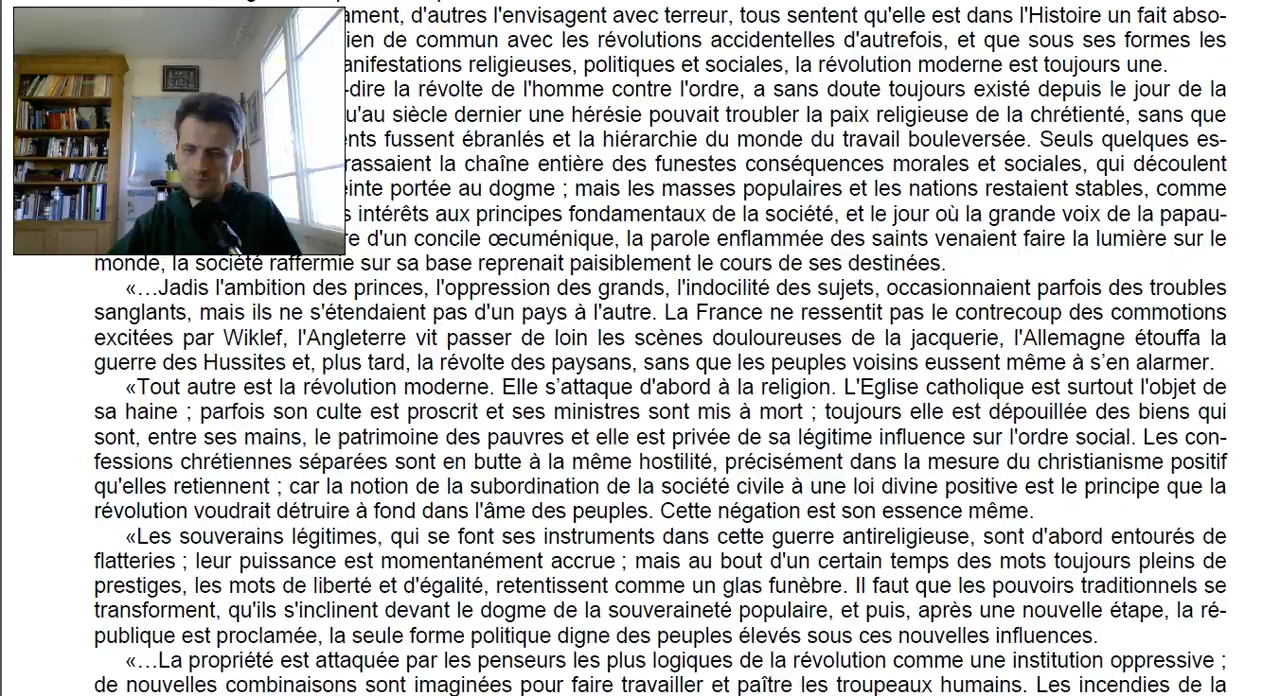 ament, d'autres l'envisagent avec terreur, tous sentent qu'elle est dans l'Histoire un fait abso-
ien de commun avec les révolutions accidentelles d'autrefois, et que sous ses formes les
anifestations religieuses, politiques et sociales, la révolution moderne est toujours une.
-dire la révolte de l'homme contre l'ordre, a sans doute toujours existé depuis le jour de la
u'au siècle dernier une hérésie pouvait troubler la paix religieuse de la chrétienté, sans que
nts fussent ébranlés et la hiérarchie du monde du travail bouleversée. Seuls quelques es-
rassaient la chaîne entière des funestes conséquences morales et sociales, qui découlent
einte portée au dogme ; mais les masses populaires et les nations restaient stables, comme
s intérêts aux principes fondamentaux de la société, et le jour où la grande voix de la papau-
re d'un concile œcuménique, la parole enflammée des saints venaient faire la lumière sur le
monde, la société raffermie sur sa base reprenait paisiblement le cours de ses destinées.
«…Jadis l'ambition des princes, l'oppression des grands, l'indocilité des sujets, occasionnaient parfois des troubles
sanglants, mais ils ne s'étendaient pas d'un pays à l'autre. La France ne ressentit pas le contrecoup des commotions
excitées par Wiklef, l'Angleterre vit passer de loin les scènes douloureuses de la jacquerie, l'Allemagne étouffa la
guerre des Hussites et, plus tard, la révolte des paysans, sans que les peuples voisins eussent même à s’en alarmer.
«Tout autre est la révolution moderne. Elle s’attaque d'abord à la religion. L'Eglise catholique est surtout l'objet de
sa haine ; parfois son culte est proscrit et ses ministres sont mis à mort ; toujours elle est dépouillée des biens qui
sont, entre ses mains, le patrimoine des pauvres et elle est privée de sa légitime influence sur l'ordre social. Les con-
fessions chrétiennes séparées sont en butte à la même hostilité, précisément dans la mesure du christianisme positif
qu'elles retiennent ; car la notion de la subordination de la société civile à une loi divine positive est le principe que la
révolution voudrait détruire à fond dans l'âme des peuples. Cette négation est son essence même.
«Les souverains légitimes, qui se font ses instruments dans cette guerre antireligieuse, sont d'abord entourés de
flatteries ; leur puissance est momentanément accrue ; mais au bout d'un certain temps des mots toujours pleins de
prestiges, les mots de liberté et d'égalité, retentissent comme un glas funèbre. Il faut que les pouvoirs traditionnels se
transforment, qu'ils s'inclinent devant le dogme de la souveraineté populaire, et puis, après une nouvelle étape, la ré-
publique est proclamée, la seule forme politique digne des peuples élevés sous ces nouvelles influences.
«…La propriété est attaquée par les penseurs les plus logiques de la révolution comme une institution oppressive ;
de nouvelles combinaisons sont imaginées pour faire travailler et paître les troupeaux humains. Les incendies de la